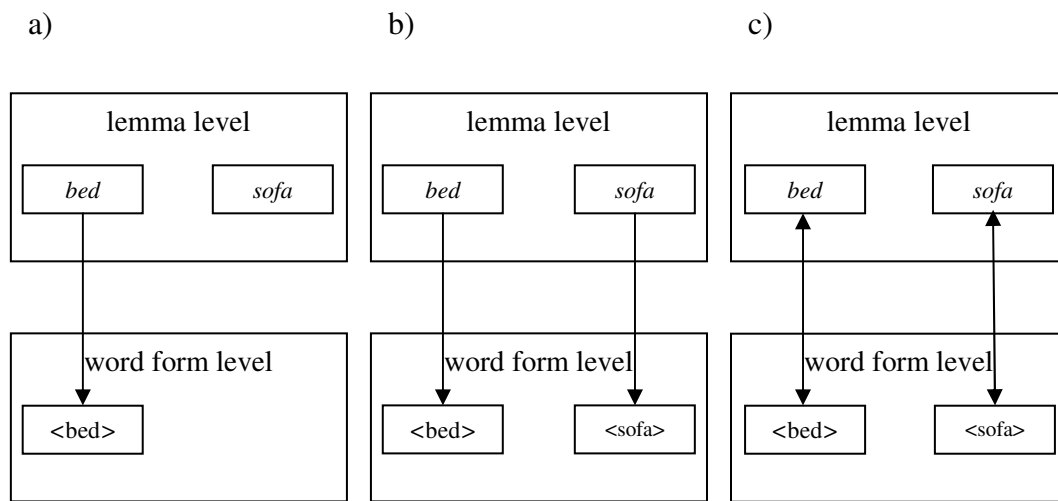 a)
b)
c)
lemma level
lemma level
lemma level
bed
sofa
bed
sofa
bed
sofa
word form level
word form level
word form level
<bed>
<bed>
<sofa>
<bed>
<sofa>